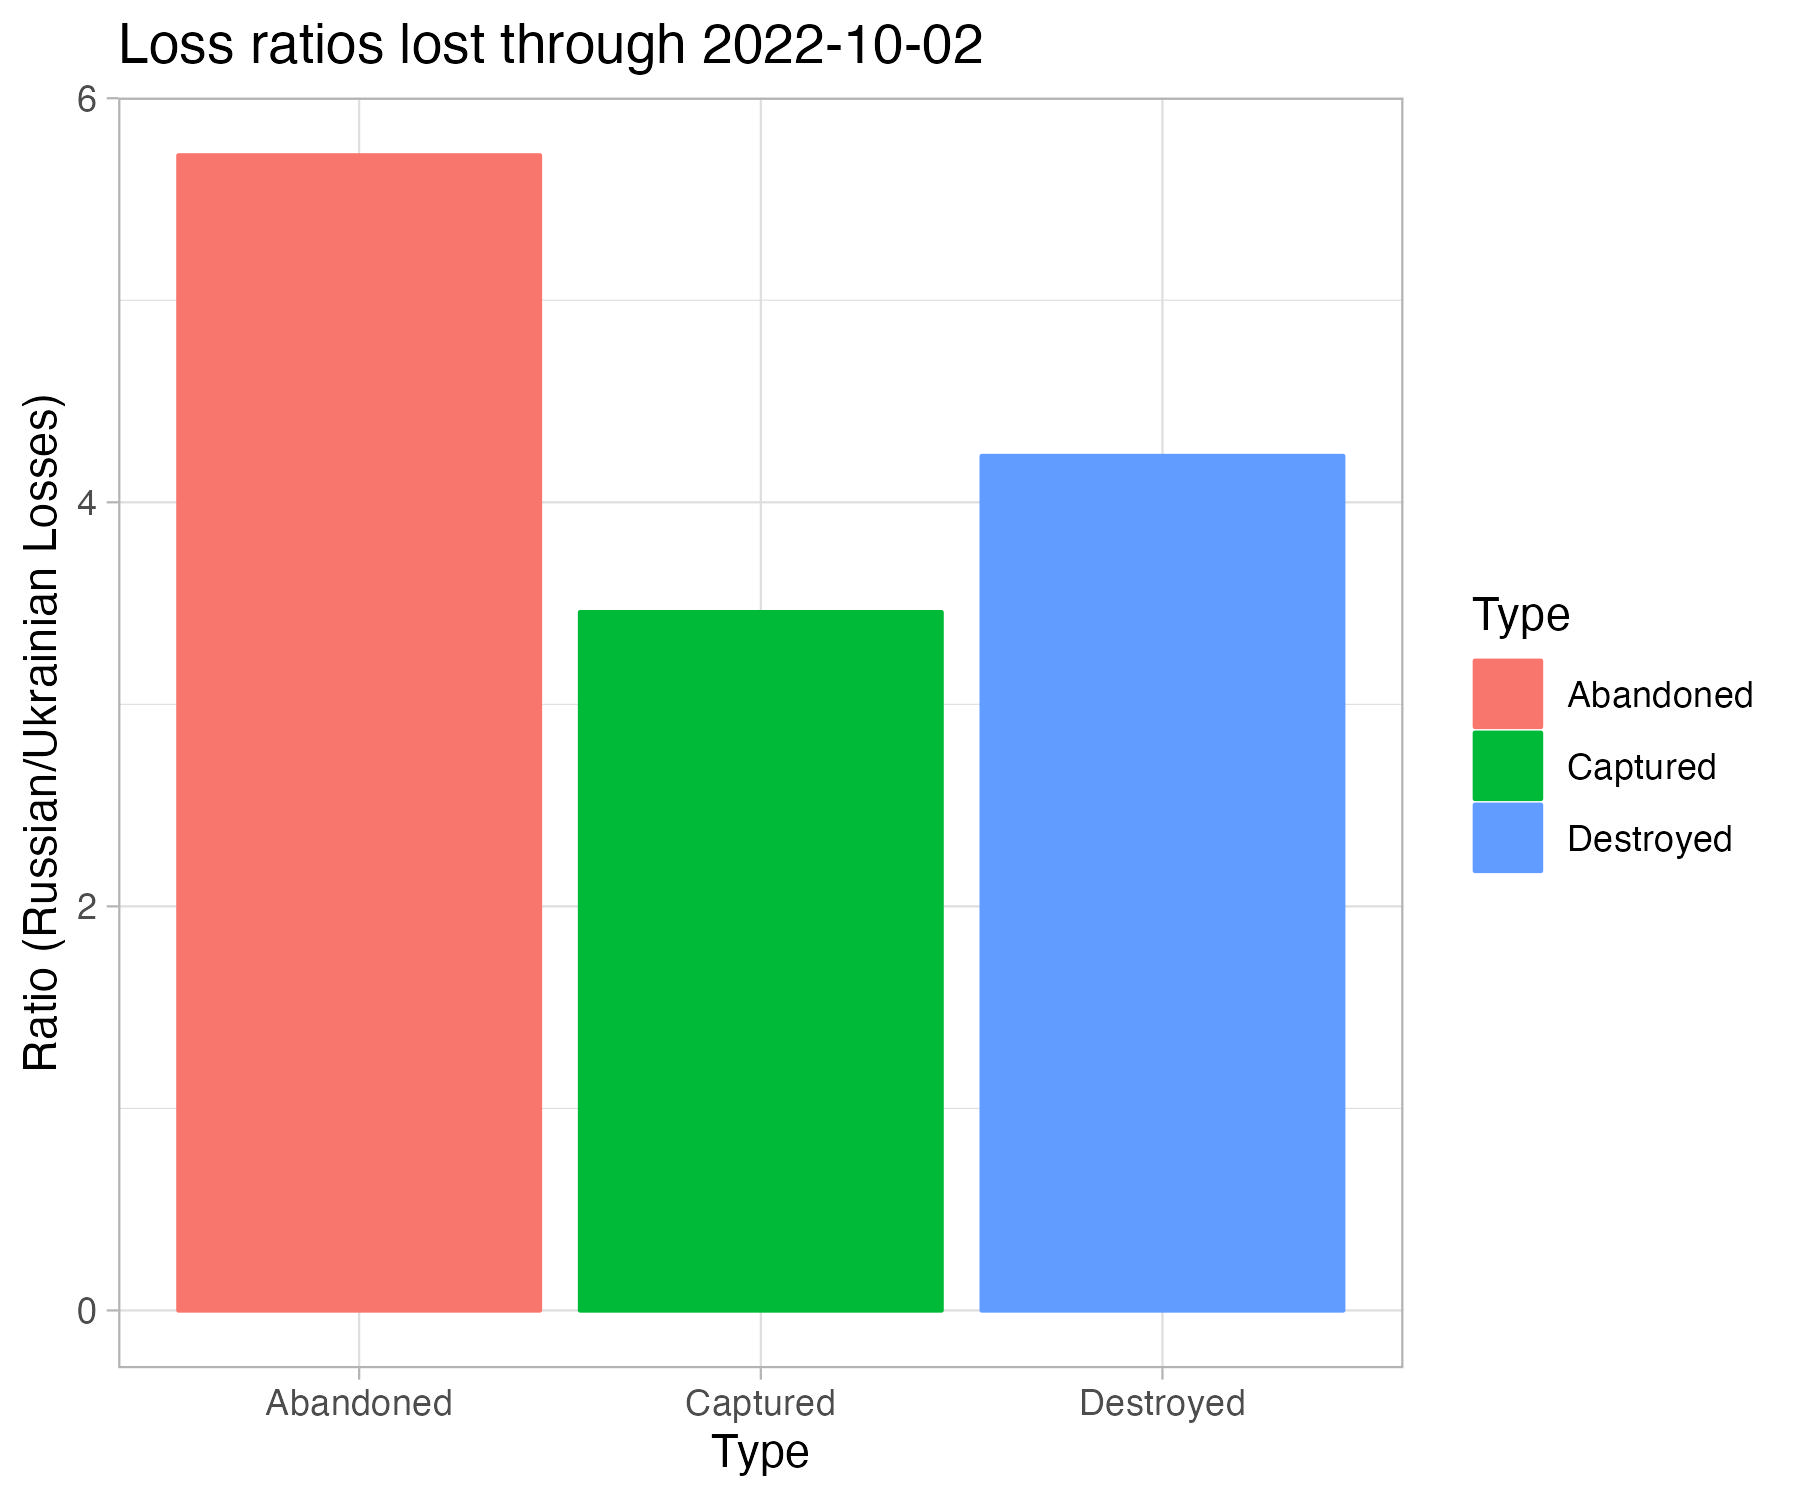 Loss ratios lost through 2022-10-02
Ratio (Russian/Ukrainian Losses)
6
4
2
0
Abandoned
Captured
Destroyed
Type
Type
Abandoned
Captured
Destroyed